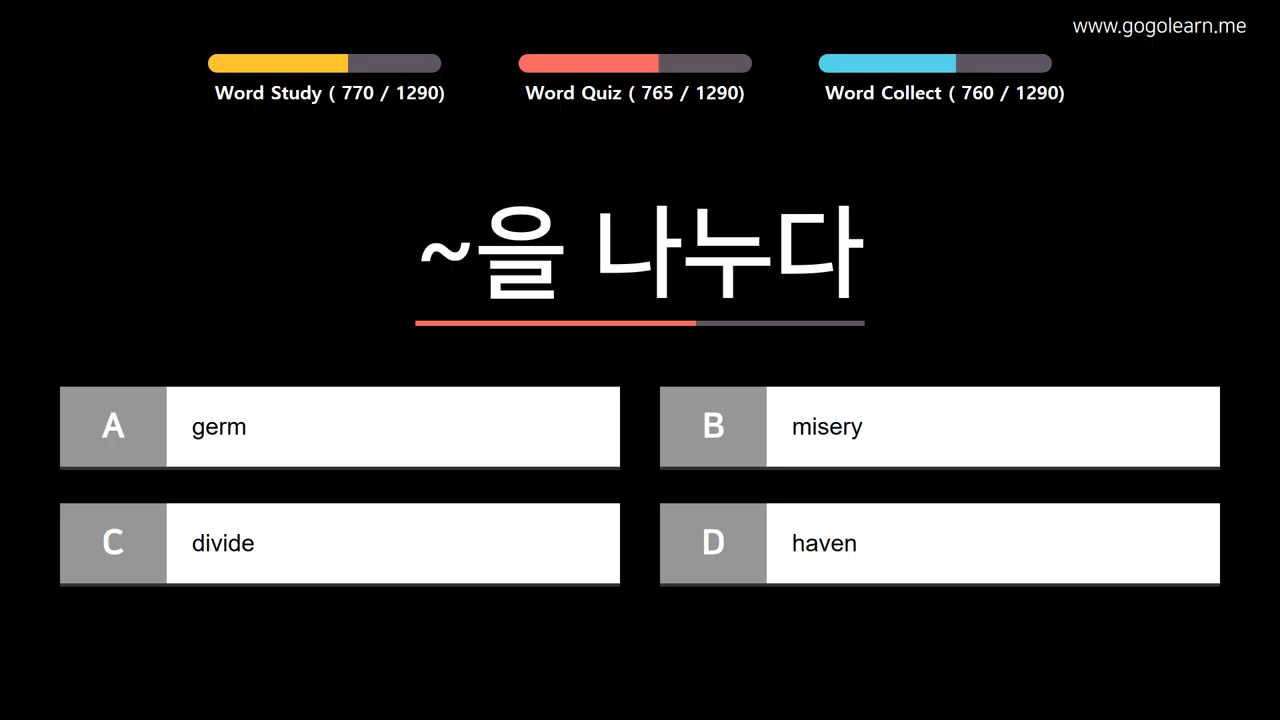 www.gogolearn.me
Word Study ( 770 / 1290)
Word Quiz ( 765 / 1290)
Word Collect ( 760 / 1290)
~을 나누다
A germ
B misery
C divide
D haven